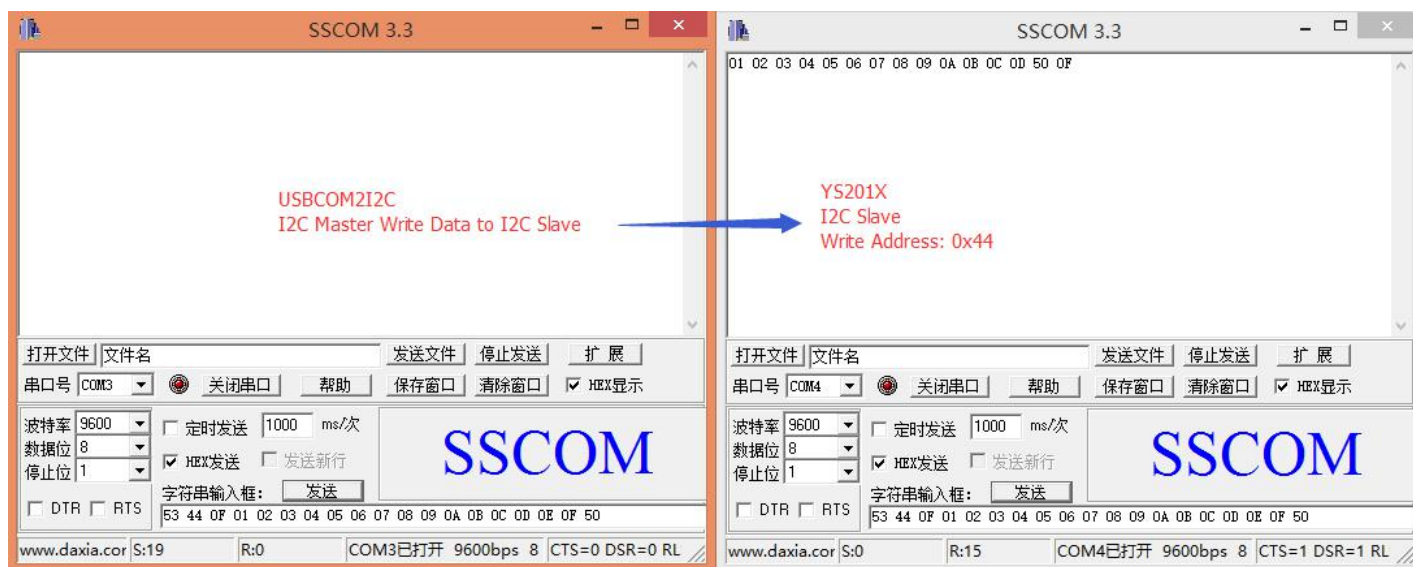 SSCOM 3.3
USBCOM2I2C
I2C Master Write Data to I2C Slave
打开文件 文件名 发送文件 停止发送 扩 展
串口号 COM3 关闭串口 帮助 保存窗口 清除窗口 HEX显示
波特率 9600 定时发送 1000 ms/次
数据位 8
停止位 1 HEX发送 发送新行
SSCOM
字符串输入框: 发送
DTR RTS 53 44 0F 01 02 03 04 05 06 07 08 09 0A 0B 0C 0D 0E 0F 50
www.daxia.cor S:19 R:0 COM3已打开 9600bps 8 CTS=0 DSR=0 RL
SSCOM 3.3
01 02 03 04 05 06 07 08 09 0A 0B 0C 0D 50 0F
YS201X
I2C Slave
Write Address: 0x44
打开文件 文件名 发送文件 停止发送 扩 展
串口号 COM4 关闭串口 帮助 保存窗口 清除窗口 HEX显示
波特率 9600 定时发送 1000 ms/次
数据位 8
停止位 1 HEX发送 发送新行
SSCOM
字符串输入框: 发送
DTR RTS 53 44 0F 01 02 03 04 05 06 07 08 09 0A 0B 0C 0D 0E 0F 50
www.daxia.cor S:0 R:15 COM4已打开 9600bps 8 CTS=1 DSR=1 RL